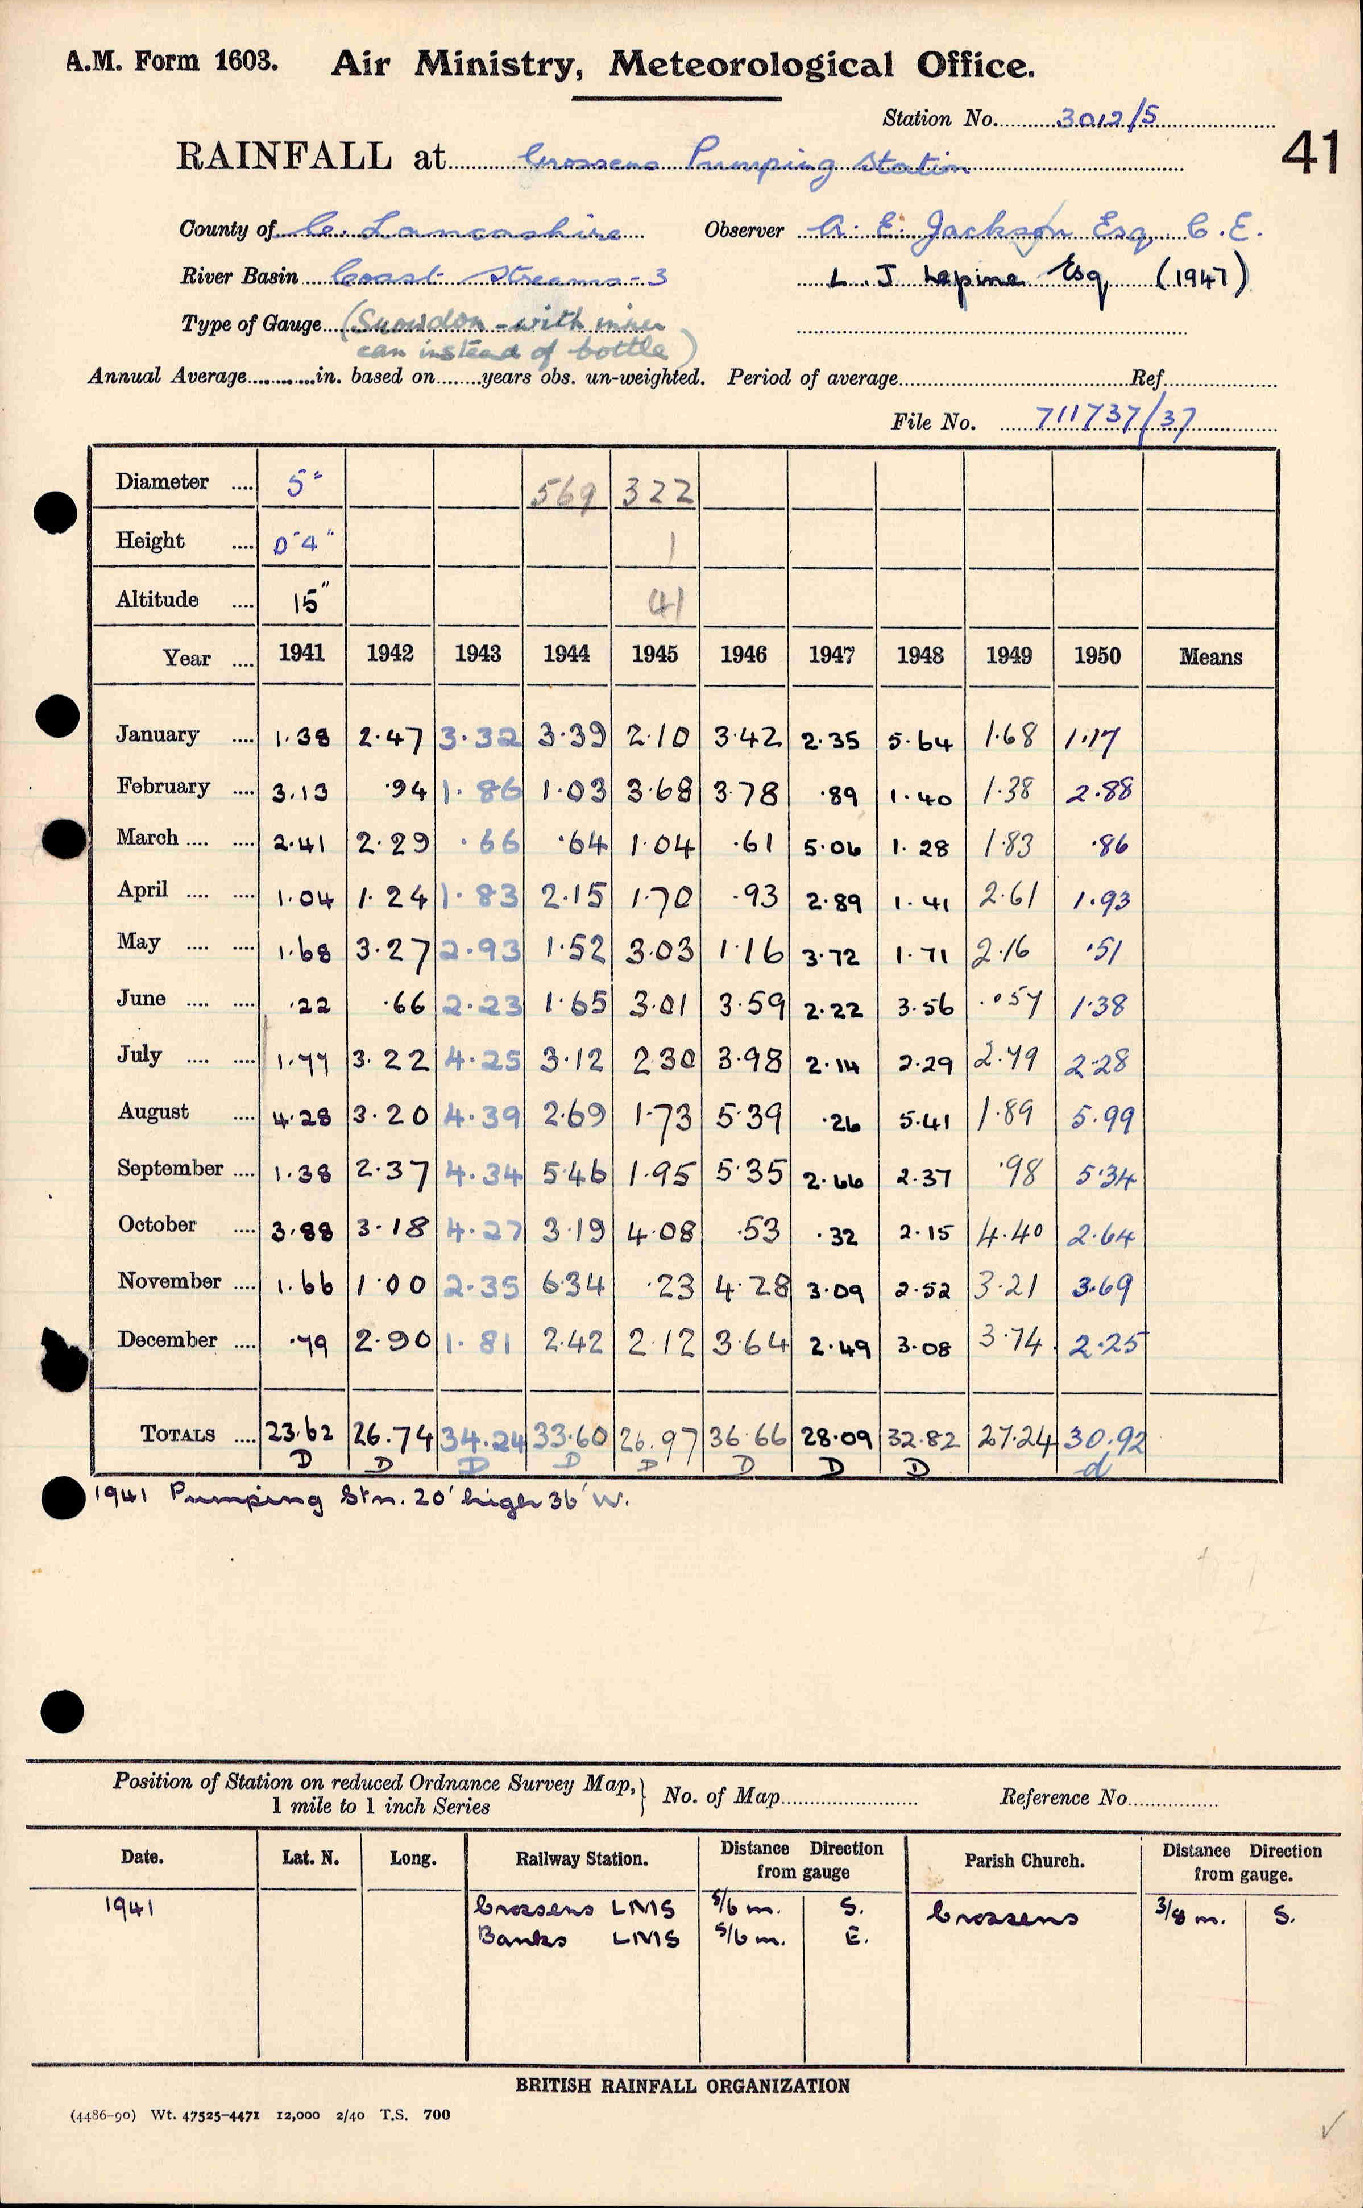 A.M. Form 1603. Air Ministry, Meteorological Office.
Station No. 3012/5
41
RAINFALL at Crossens Pumping Station
County of C. Lancashire Observer A. E. Jackson Esq C.E.
River Basin Coast Streams - 3 L. J Lapine Esq (1947)
Type of Gauge (Snowdon - with inner
can instead of bottle)
Annual Average in. based on years obs. un-weighted. Period of average Ref.
File No. 711737/37
Diameter .... 5" 569 322
Height .... 0'4" 1
Altitude .... 15" 41
Year .... 1941 1942 1943 1944 1945 1946 1947 1948 1949 1950 Means
January .... 1.38 2.47 3.32 3.39 2.10 3.42 2.35 5.64 1.68 1.17
February .... 3.13 .94 1.86 1.03 3.68 3.78 .89 1.40 1.38 2.88
March .... .... 2.41 2.29 .66 .64 1.04 .61 5.06 1.28 1.83 .86
April .... .... 1.04 1.24 1.83 2.15 1.70 .93 2.89 1.41 2.61 1.93
May .... .... 1.68 3.27 2.93 1.52 3.03 1.16 3.72 1.71 2.16 .51
June .... .... .22 .66 2.23 1.65 3.01 3.59 2.22 3.56 .057 1.38
July .... .... 1.77 3.22 4.25 3.12 2.30 3.98 2.14 2.29 2.79 2.28
August .... 4.28 3.20 4.39 2.69 1.73 5.39 .26 5.41 1.89 5.99
September .... 1.38 2.37 4.34 5.46 1.95 5.35 2.66 2.37 .98 5.34
October .... 3.88 3.18 4.27 3.19 4.08 .53 .32 2.15 4.40 2.64
November .... 1.66 1.00 2.35 6.34 .23 4.28 3.09 2.52 3.21 3.69
December .... .79 2.90 1.81 2.42 2.12 3.64 2.49 3.08 3.74 2.25
TOTALS .... 23.62 26.74 34.24 33.60 26.97 36.66 28.09 32.82 27.24 30.92
D D D D D D D D d
1941 Pumping Stn. 20' high 36' W.
Position of Station on reduced Ordnance Survey Map, } No. of Map Reference No
1 mile to 1 inch Series
Date. Lat. N. Long. Railway Station. Distance Direction from gauge Parish Church. Distance Direction from gauge.
1941 Crossens LMS 5/6 m. S. Crossens 3/8 m. S.
Banks LMS 5/6 m. E.
BRITISH RAINFALL ORGANIZATION
(4486-90) Wt. 47525-4471 12,000 2/40 T.S. 700